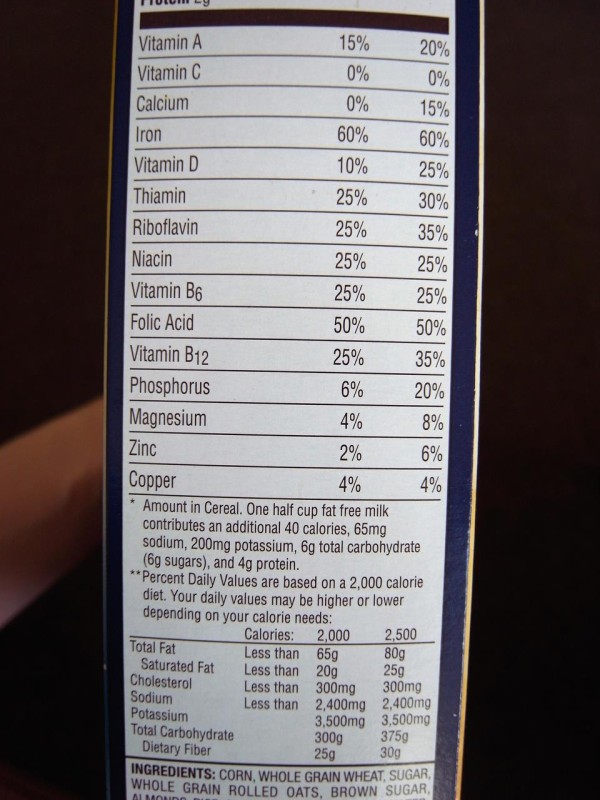 Protein 2g
Vitamin A 15% 20%
Vitamin C 0% 0%
Calcium 0% 15%
Iron 60% 60%
Vitamin D 10% 25%
Thiamin 25% 30%
Riboflavin 25% 35%
Niacin 25% 25%
Vitamin B6 25% 25%
Folic Acid 50% 50%
Vitamin B12 25% 35%
Phosphorus 6% 20%
Magnesium 4% 8%
Zinc 2% 6%
Copper 4% 4%
* Amount in Cereal. One half cup fat free milk
contributes an additional 40 calories, 65mg
sodium, 200mg potassium, 6g total carbohydrate
(6g sugars), and 4g protein.
**Percent Daily Values are based on a 2,000 calorie
diet. Your daily values may be higher or lower
depending on your calorie needs:
Calories: 2,000 2,500
Total Fat Less than 65g 80g
Saturated Fat Less than 20g 25g
Cholesterol Less than 300mg 300mg
Sodium Less than 2,400mg 2,400mg
Potassium 3,500mg 3,500mg
Total Carbohydrate 300g 375g
Dietary Fiber 25g 30g
INGREDIENTS: CORN, WHOLE GRAIN WHEAT, SUGAR,
WHOLE GRAIN ROLLED OATS, BROWN SUGAR,